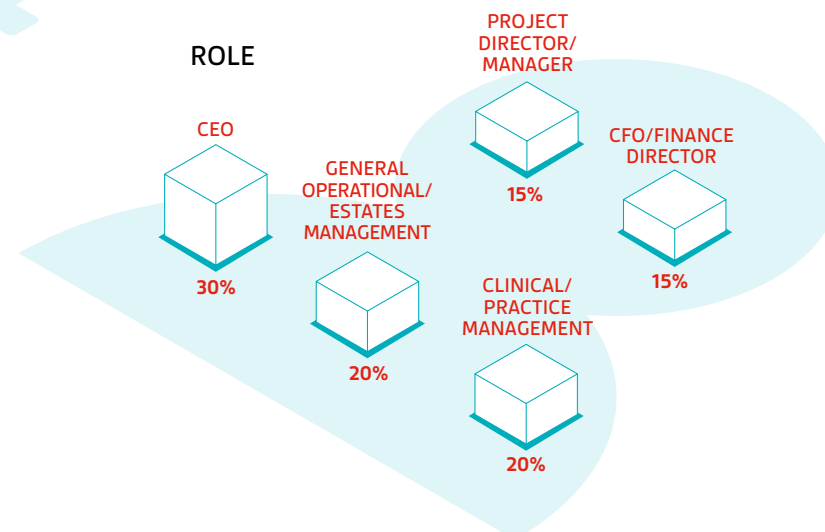 ROLE
CEO
30%
GENERAL
OPERATIONAL/
ESTATES
MANAGEMENT
20%
PROJECT
DIRECTOR/
MANAGER
15%
CFO/FINANCE
DIRECTOR
15%
CLINICAL/
PRACTICE
MANAGEMENT
20%